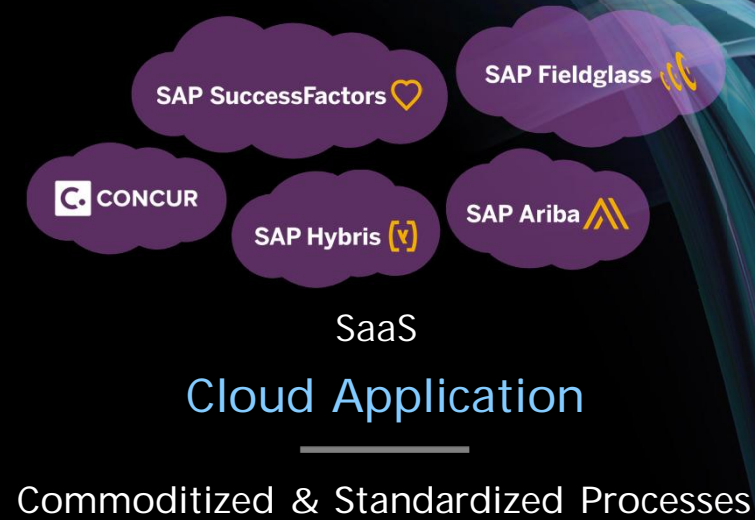 SAP SuccessFactors
SAP Fieldglass
C. CONCUR
SAP Hybris [y]
SAP Ariba
SaaS
Cloud Application
Commoditized & Standardized Processes